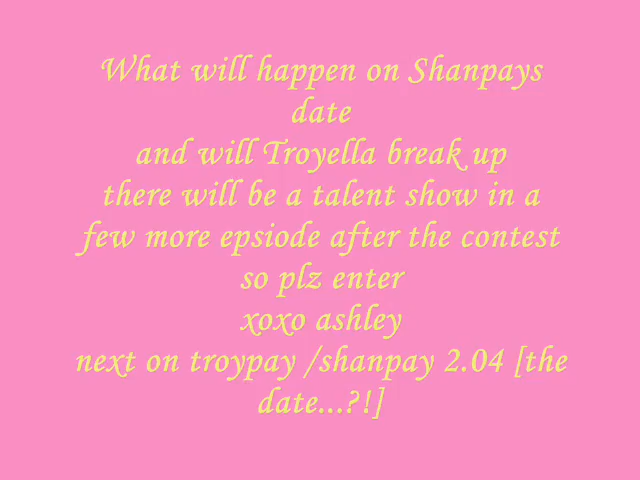 What will happen on Shanpays
date
and will Troyella break up
there will be a talent show in a
few more epsiode after the contest
so plz enter
xoxo ashley
next on troypay /shanpay 2.04 [the
date...?!]